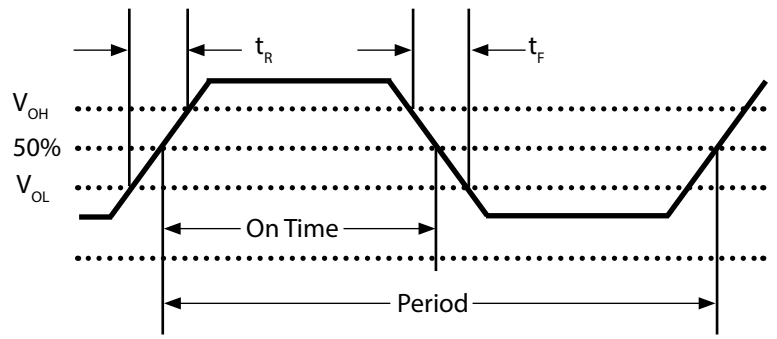 t_R
t_F
V_OH
50%
V_OL
On Time
Period